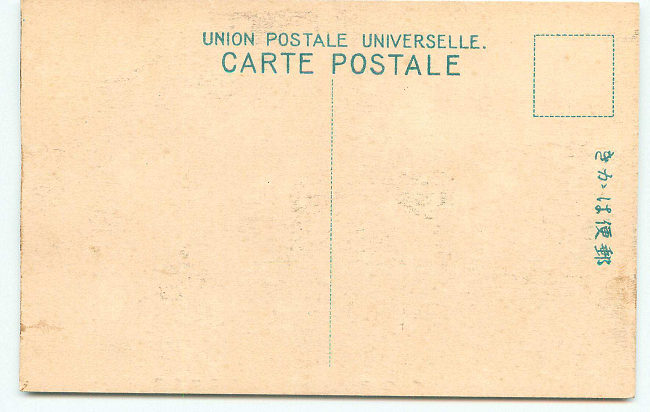 UNION POSTALE UNIVERSELLE.
CARTE POSTALE
郵便はかき